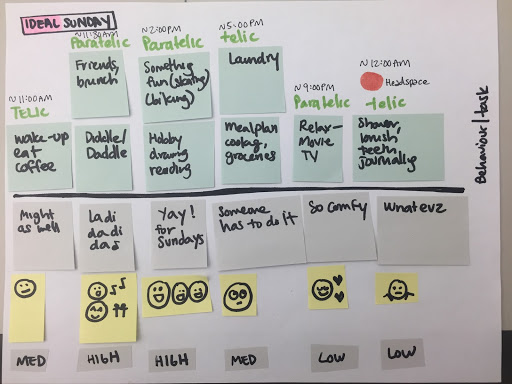 IDEAL SUNDAY
~11:00AM
TELIC
wake-up
eat
coffee
~11:30AM
Paratelic
Friends,
brunch
Diddle/
Daddle
~2:00PM
Paratelic
Something
fun (skating)
(biking)
Hobby
drawing
reading
~5:00PM
telic
Laundry
Mealplan
cooking,
groceries
~9:00PM
Paratelic
Relax-
Movie
TV
~12:00AM
Headspace
telic
Shower,
brush
teeth,
journaling
Behaviour/task
Might
as well
la di
da di
da
Yay!
for
Sundays
Someone
has to do it
So comfy
Whatevz
MED
HIGH
HIGH
MED
LOW
LOW